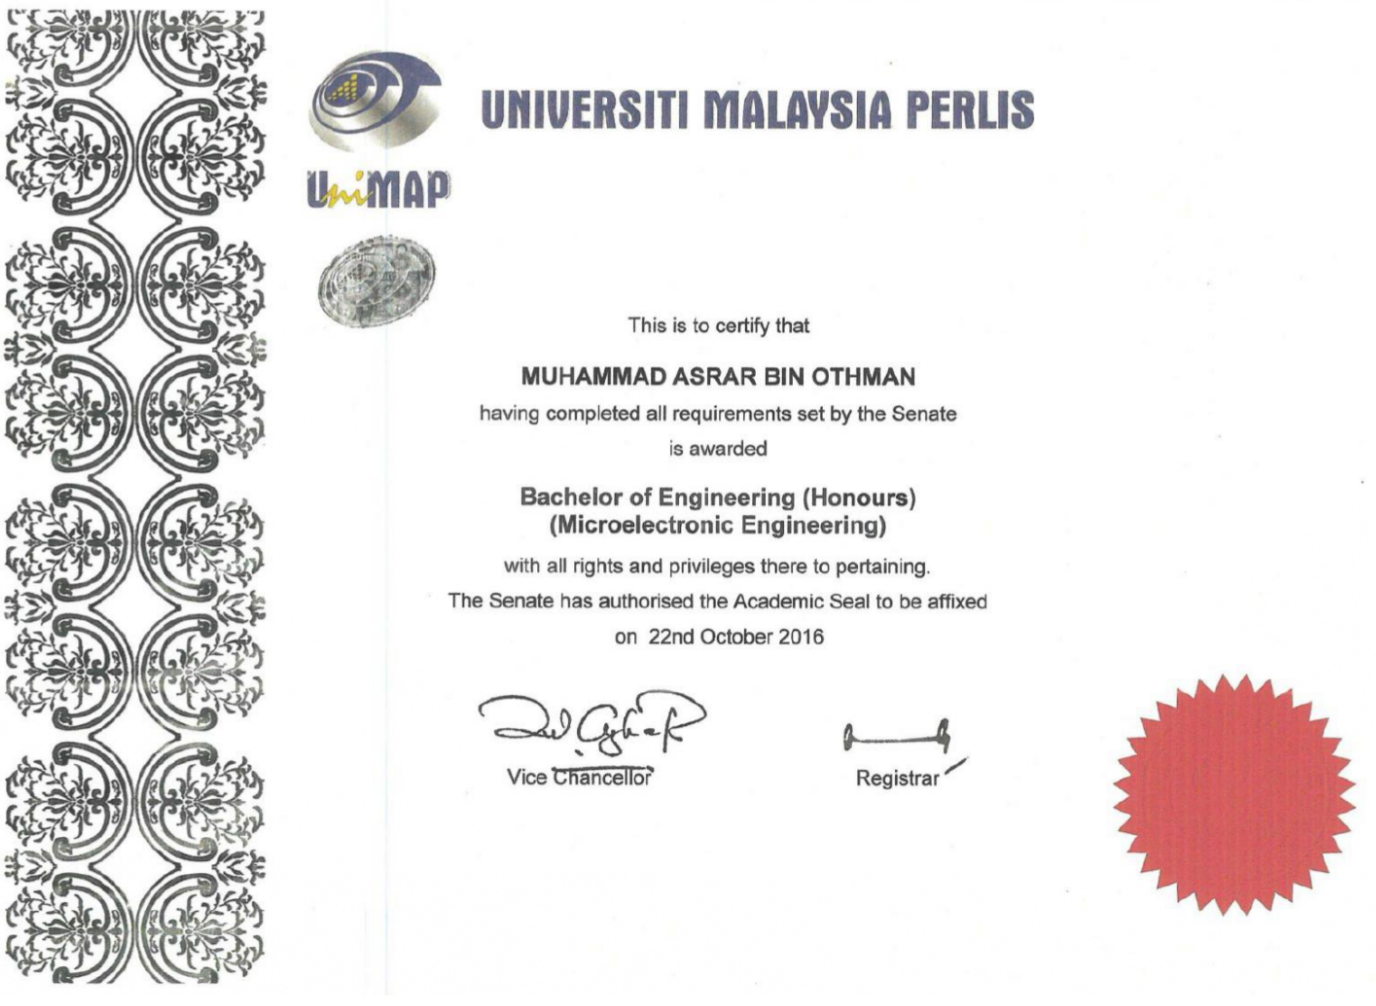 UNIVERSITI MALAYSIA PERLIS
UniMAP
This is to certify that
MUHAMMAD ASRAR BIN OTHMAN
having completed all requirements set by the Senate
is awarded
Bachelor of Engineering (Honours)
(Microelectronic Engineering)
with all rights and privileges there to pertaining.
The Senate has authorised the Academic Seal to be affixed
on 22nd October 2016
Vice Chancellor
Registrar